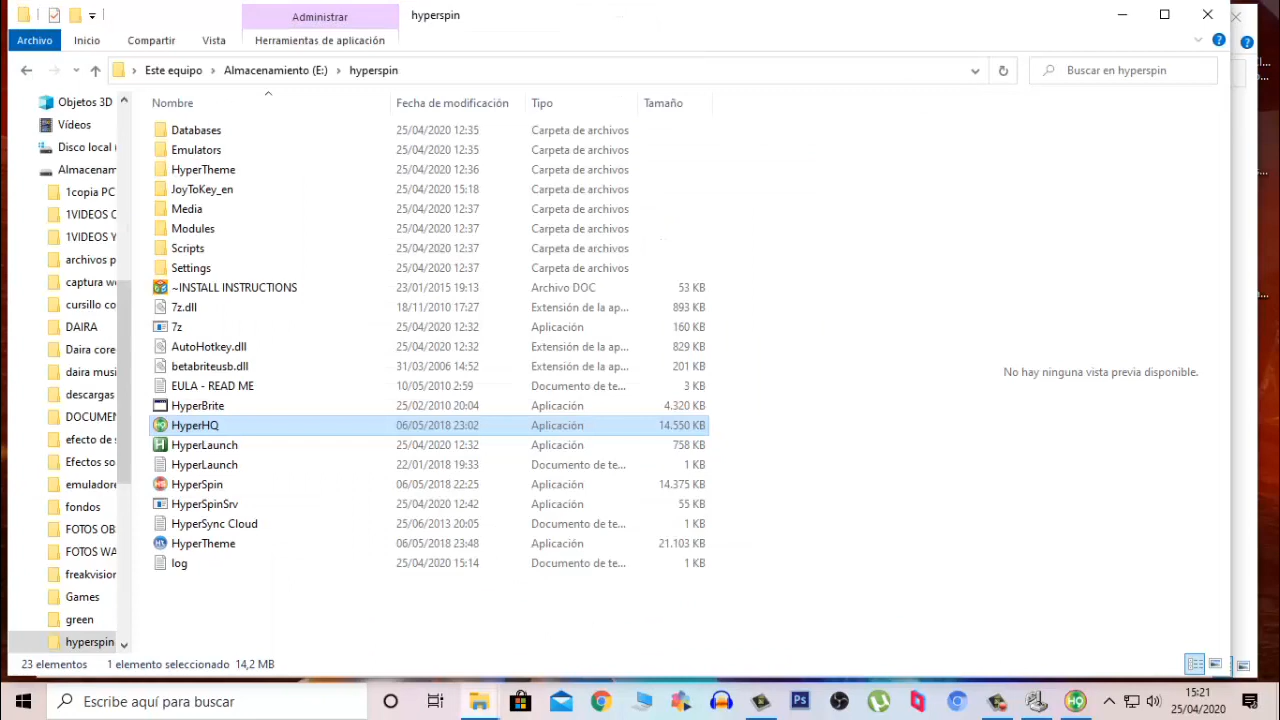 Administrar
hyperspin
Archivo
Inicio
Compartir
Vista
Herramientas de aplicación
Este equipo > Almacenamiento (E:) > hyperspin
Buscar en hyperspin
Objetos 3D
Vídeos
Disco local (
Almacenam
1copia PC
1VIDEOS
1VIDEOS Y
archivos p
captura w
cursillo co
DAIRA
Daira core
daira musi
descargas
DOCUMEN
efecto de s
Efectos so
emuladore
fondos
FOTOS OB
FOTOS WA
freakvision
Games
green
hyperspin
Nombre Fecha de modificación Tipo Tamaño
Databases 25/04/2020 12:35 Carpeta de archivos
Emulators 25/04/2020 12:35 Carpeta de archivos
HyperTheme 25/04/2020 12:36 Carpeta de archivos
JoyToKey_en 25/04/2020 15:18 Carpeta de archivos
Media 25/04/2020 12:37 Carpeta de archivos
Modules 25/04/2020 12:37 Carpeta de archivos
Scripts 25/04/2020 12:37 Carpeta de archivos
Settings 25/04/2020 12:37 Carpeta de archivos
~INSTALL INSTRUCTIONS 23/01/2015 19:13 Archivo DOC 53 KB
7z.dll 18/11/2010 17:27 Extensión de la ap... 893 KB
7z 25/04/2020 12:32 Aplicación 160 KB
AutoHotkey.dll 25/04/2020 12:32 Extensión de la ap... 829 KB
betabriteusb.dll 31/03/2006 14:52 Extensión de la ap... 201 KB
EULA - READ ME 10/05/2010 2:59 Documento de te... 3 KB
HyperBrite 25/02/2010 20:04 Aplicación 4.320 KB
HyperHQ 06/05/2018 23:02 Aplicación 14.550 KB
HyperLaunch 25/04/2020 12:32 Aplicación 758 KB
HyperLaunch 22/01/2018 19:33 Documento de te... 1 KB
HyperSpin 06/05/2018 22:25 Aplicación 14.375 KB
HyperSpinSrv 25/04/2020 12:42 Aplicación 55 KB
HyperSync Cloud 25/06/2013 20:05 Documento de te... 1 KB
HyperTheme 06/05/2018 23:48 Aplicación 21.103 KB
log 25/04/2020 15:14 Documento de te... 1 KB
No hay ninguna vista previa disponible.
23 elementos 1 elemento seleccionado 14,2 MB
Escribe aquí para buscar
15:21
25/04/2020